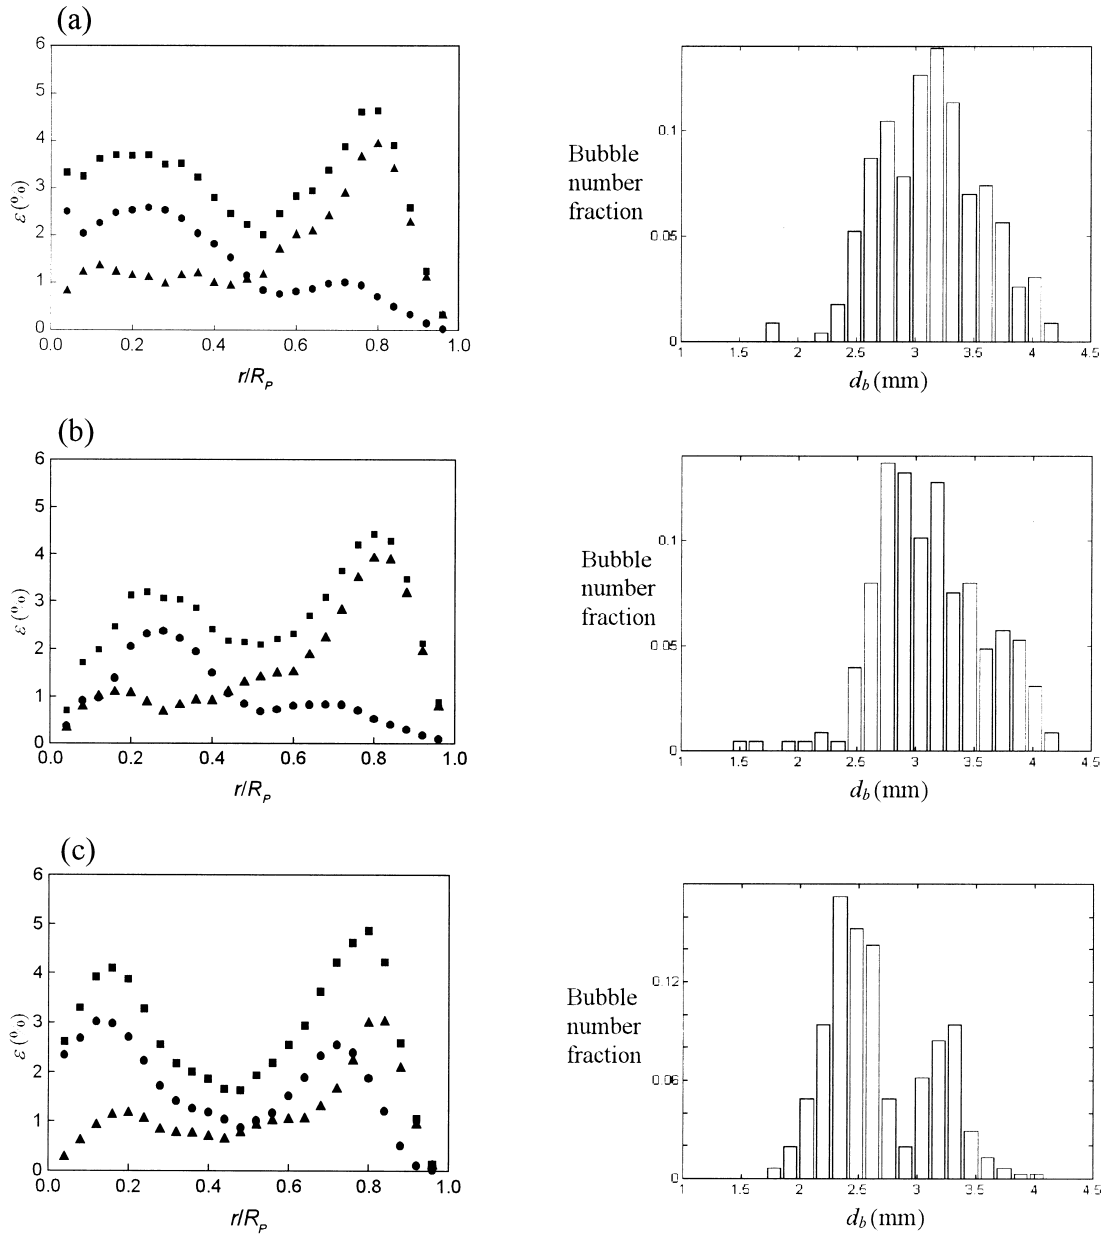 (a)
6
5
4
3
2
1
0
ε (%)
0.0 0.2 0.4 0.6 0.8 1.0
r/R_P
Bubble
number
fraction
0.1
0.05
0
1 1.5 2 2.5 3 3.5 4 4.5
d_b (mm)
(b)
6
5
4
3
2
1
0
ε (%)
0.0 0.2 0.4 0.6 0.8 1.0
r/R_P
Bubble
number
fraction
0.1
0.05
0
1 1.5 2 2.5 3 3.5 4 4.5
d_b (mm)
(c)
6
5
4
3
2
1
0
ε (%)
0.0 0.2 0.4 0.6 0.8 1.0
r/R_P
Bubble
number
fraction
0.12
0.06
0
1 1.5 2 2.5 3 3.5 4 4.5
d_b (mm)